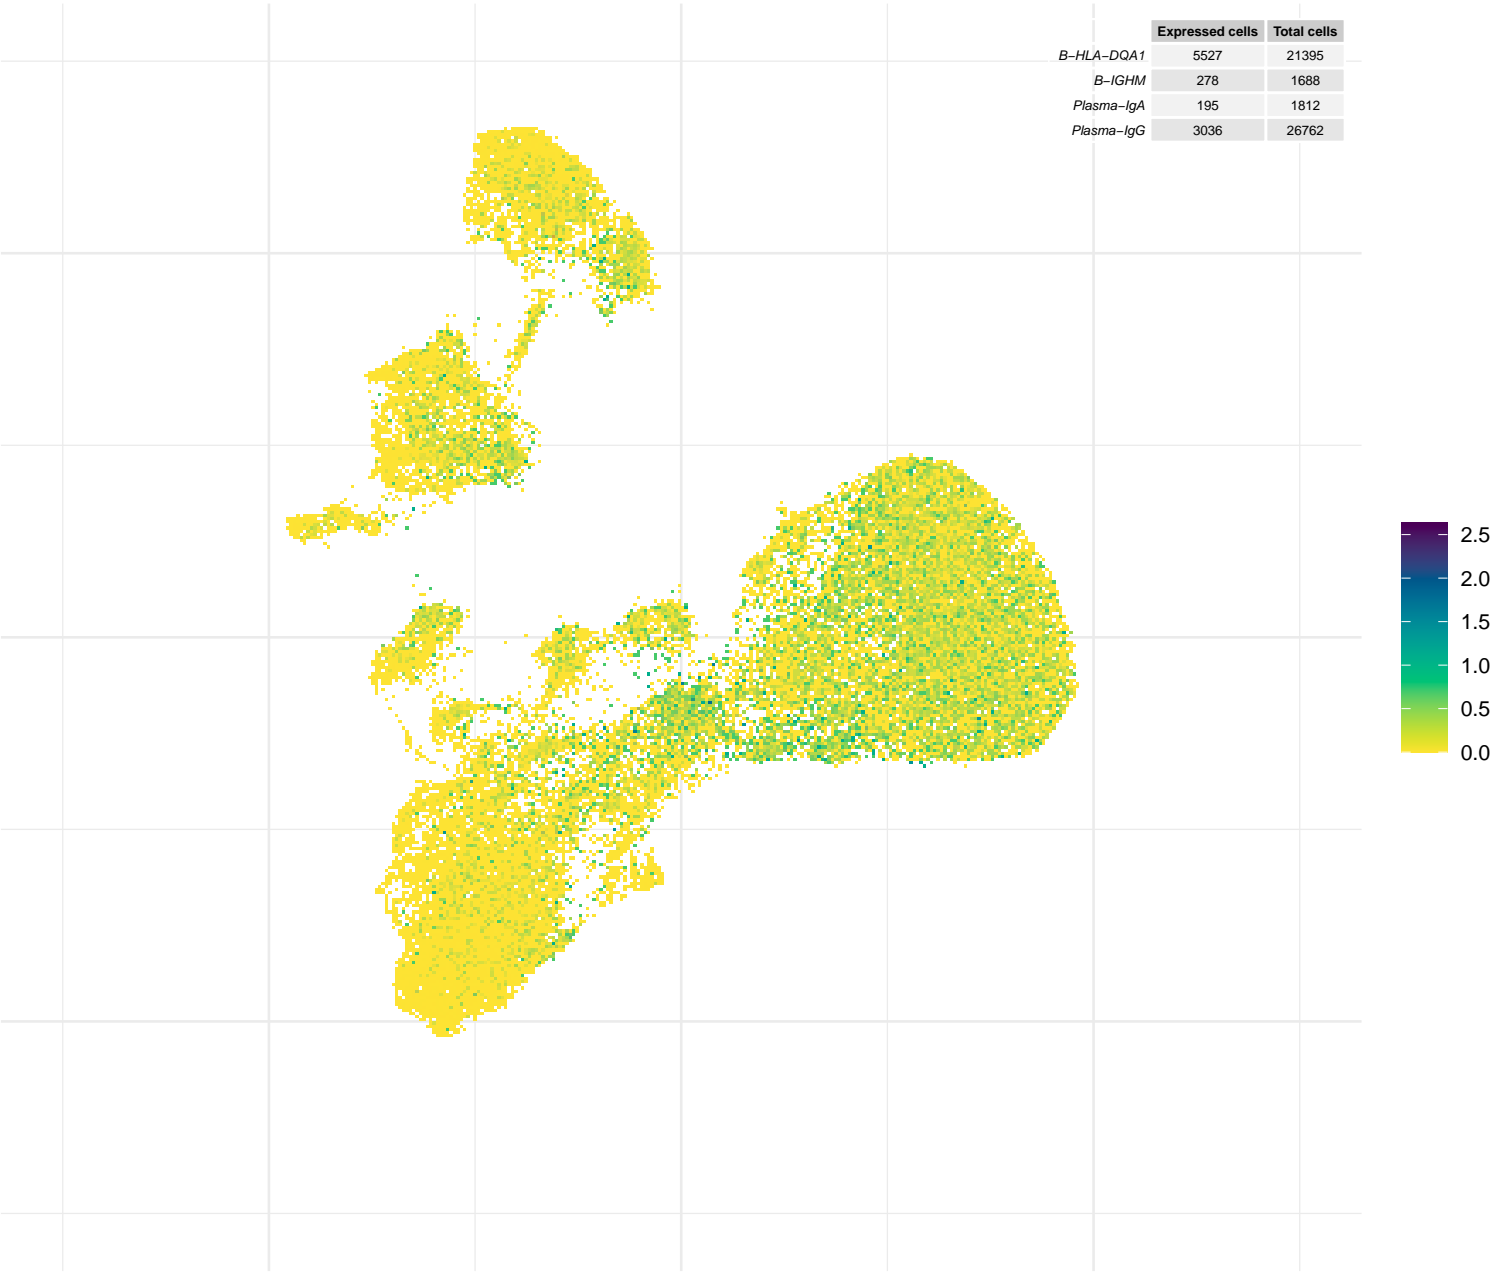 Expressed cells Total cells
B−HLA−DQA1 5527 21395
B−IGHM 278 1688
Plasma−IgA 195 1812
Plasma−IgG 3036 26762
2.5
2.0
1.5
1.0
0.5
0.0